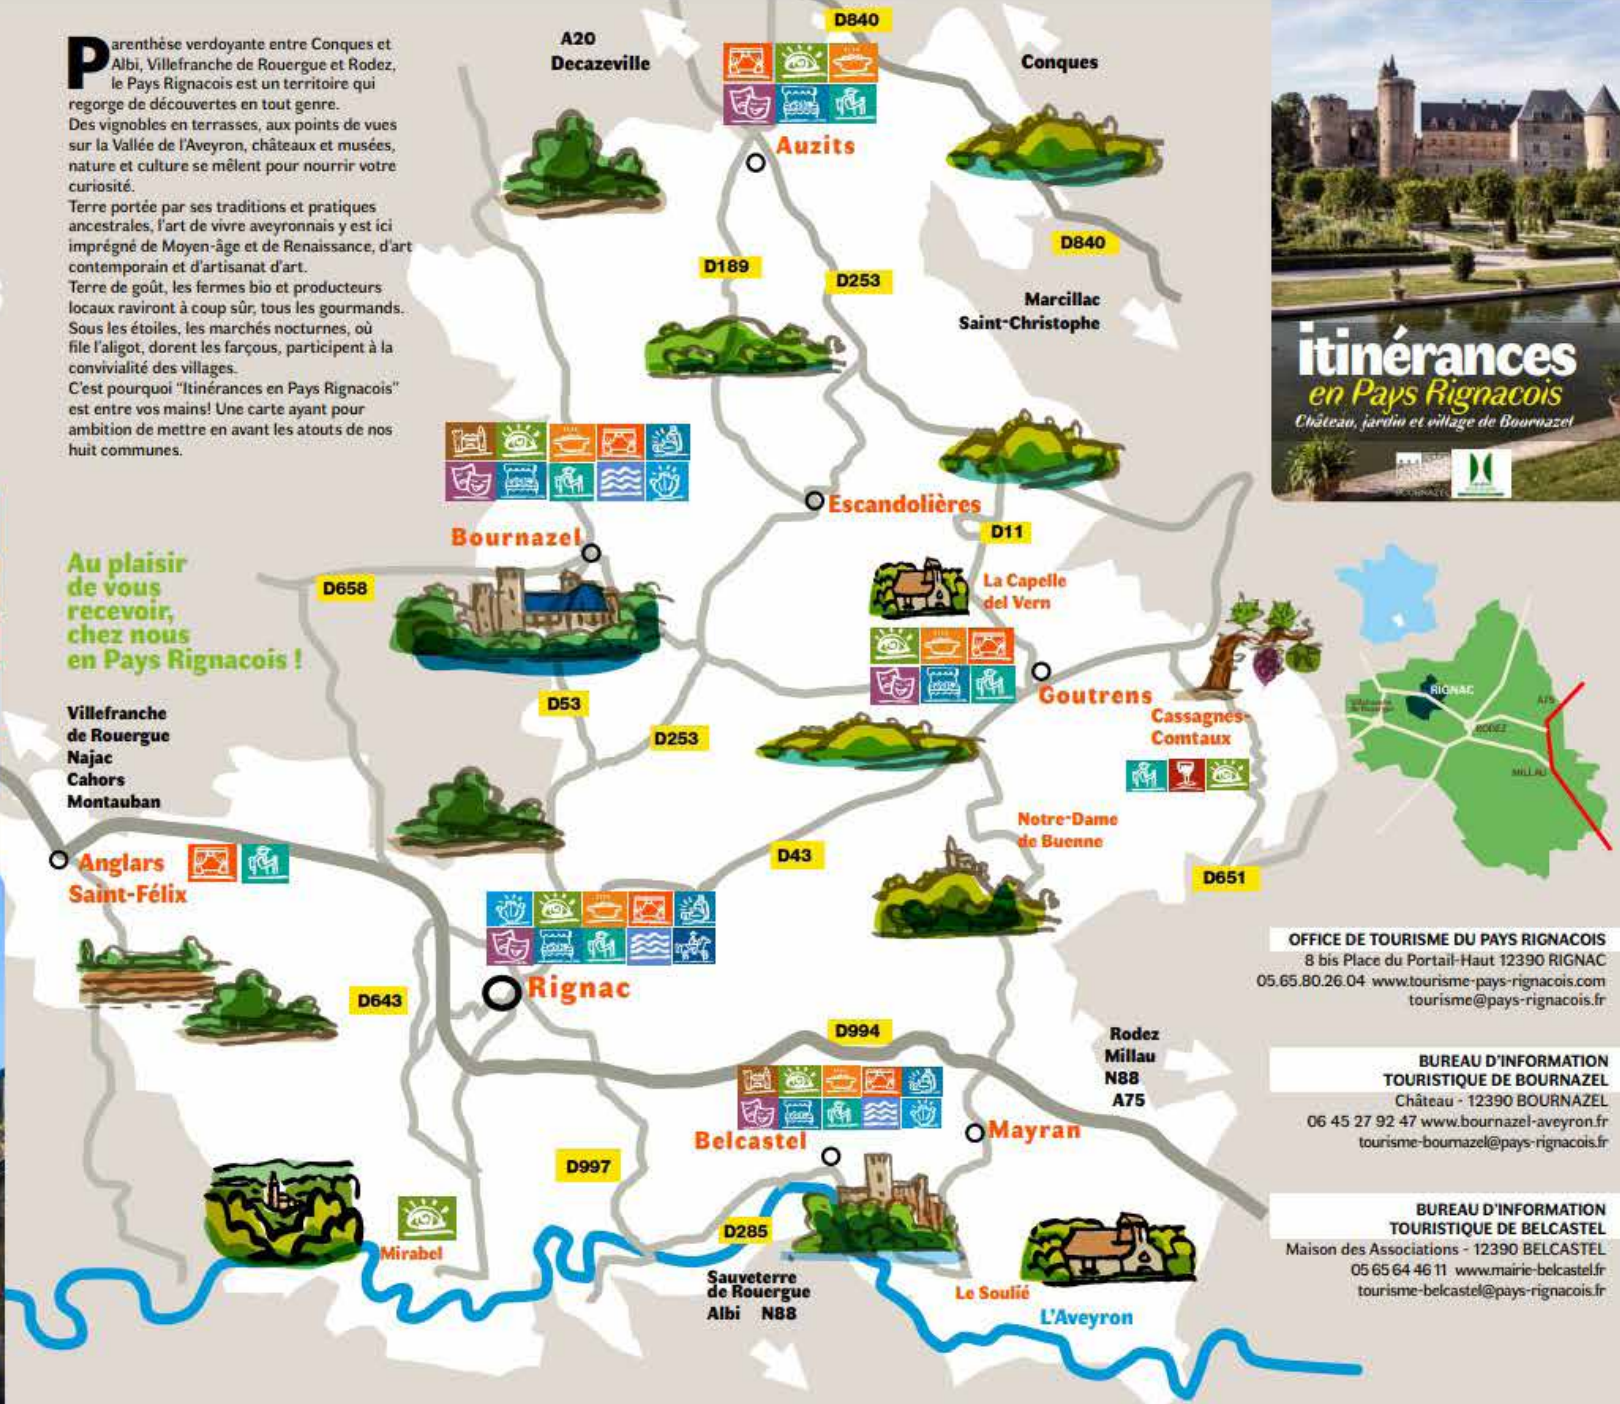 Parenthèse verdoyante entre Conques et
Albi, Villefranche de Rouergue et Rodez,
le Pays Rignacois est un territoire qui
regorge de découvertes en tout genre.
Des vignobles en terrasses, aux points de vues
sur la Vallée de l'Aveyron, châteaux et musées,
nature et culture se mêlent pour nourrir votre
curiosité.
Terre portée par ses traditions et pratiques
ancestrales, l'art de vivre aveyronnais y est ici
imprégné de Moyen-âge et de Renaissance, d'art
contemporain et d'artisanat d'art.
Terre de goût, les fermes bio et producteurs
locaux raviront à coup sûr, tous les gourmands.
Sous les étoiles, les marchés nocturnes, où
file l'aligot, dorent les farçous, participent à la
convivialité des villages.
C'est pourquoi "Itinérances en Pays Rignacois"
est entre vos mains! Une carte ayant pour
ambition de mettre en avant les atouts de nos
huit communes.
Au plaisir
de vous
recevoir,
chez nous
en Pays Rignacois !
Villefranche
de Rouergue
Najac
Cahors
Montauban
A20
Decazeville
D840
Conques
Auzits
D840
D189
D253
Marcillac
Saint-Christophe
Escandolières
D11
Bournazel
D658
La Capelle
del Vern
Goutrens
Cassagnes-
Comtaux
D53
D253
Notre-Dame
de Buenne
D43
D651
Anglars
Saint-Félix
Rignac
D643
D994
Rodez
Millau
N88
A75
Mayran
Belcastel
D997
D285
Mirabel
Sauveterre
de Rouergue
Albi N88
Le Soulié
L'Aveyron
itinérances
en Pays Rignacois
Château, jardin et village de Bournazel
BOURNAZEL
RIGNAC
A75
RODEZ
MILLAU
OFFICE DE TOURISME DU PAYS RIGNACOIS
8 bis Place du Portail-Haut 12390 RIGNAC
05.65.80.26.04 www.tourisme-pays-rignacois.com
tourisme@pays-rignacois.fr
BUREAU D'INFORMATION
TOURISTIQUE DE BOURNAZEL
Château - 12390 BOURNAZEL
06 45 27 92 47 www.bournazel-aveyron.fr
tourisme-bournazel@pays-rignacois.fr
BUREAU D'INFORMATION
TOURISTIQUE DE BELCASTEL
Maison des Associations - 12390 BELCASTEL
05 65 64 46 11 www.mairie-belcastel.fr
tourisme-belcastel@pays-rignacois.fr